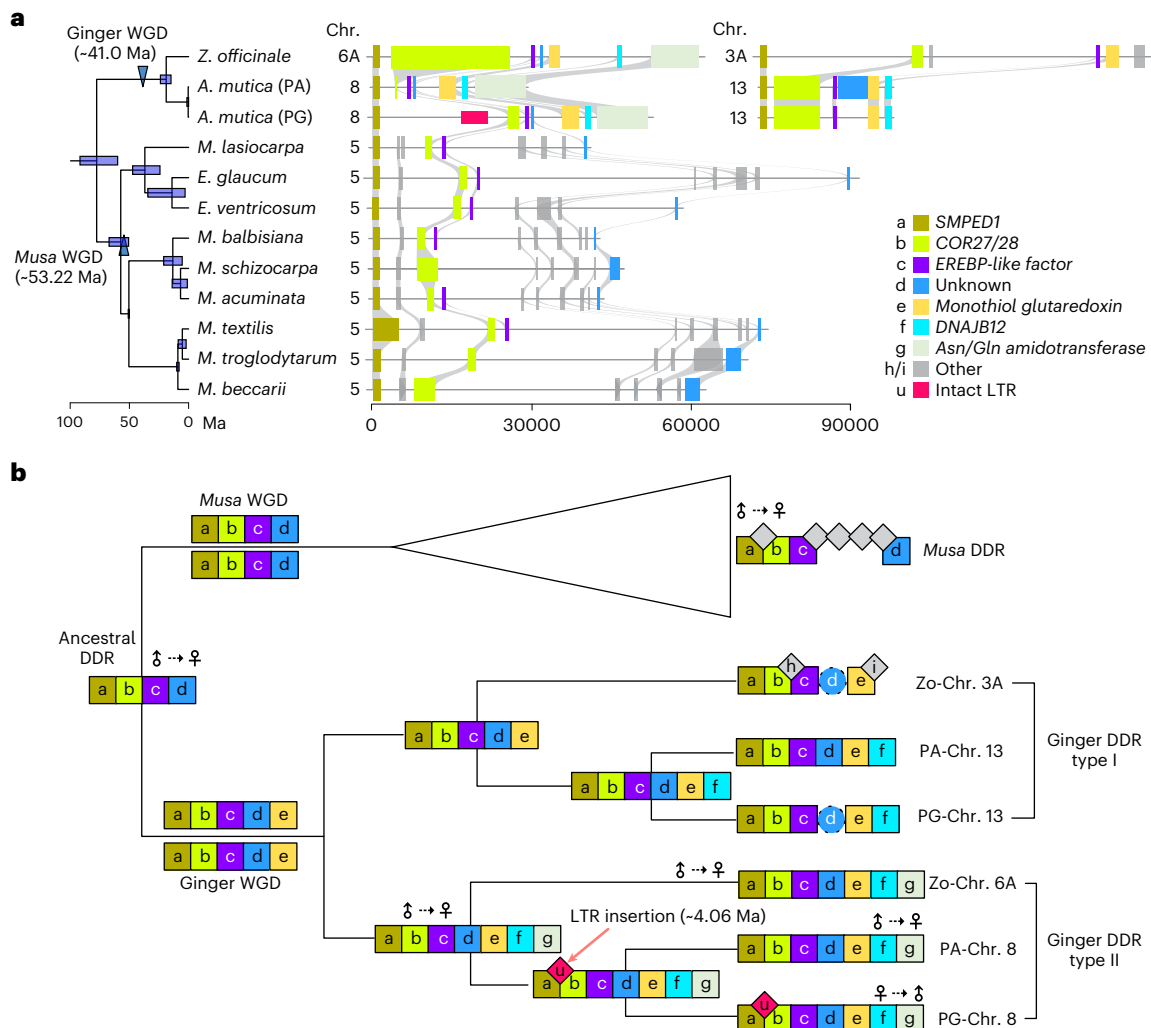 a
Ginger WGD
(~41.0 Ma)
Musa WGD
(~53.22 Ma)
100 50 0 Ma
Chr.
Z. officinale 6A
A. mutica (PA) 8
A. mutica (PG) 8
M. lasiocarpa 5
E. glaucum 5
E. ventricosum 5
M. balbisiana 5
M. schizocarpa 5
M. acuminata 5
M. textilis 5
M. troglodytarum 5
M. beccarii 5
0 30000 60000 90000
Chr.
3A
13
13
a SMPED1
b COR27/28
c EREBP-like factor
d Unknown
e Monothiol glutaredoxin
f DNAJB12
g Asn/Gln amidotransferase
h/i Other
u Intact LTR
b
Musa WGD
a b c d
a b c d
♂ ⇢ ♀
a b c d
Musa DDR
Ancestral
DDR
♂ ⇢ ♀
a b c d
a b c d e
a b c d e
Ginger WGD
a b c d e
a b c d e f
h i
a b c d e
Zo-Chr. 3A
a b c d e f
PA-Chr. 13
a b c d e f
PG-Chr. 13
Ginger DDR
type I
♂ ⇢ ♀
a b c d e f g
LTR insertion (~4.06 Ma)
u
a b c d e f g
♂ ⇢ ♀
a b c d e f g
Zo-Chr. 6A
♂ ⇢ ♀
a b c d e f g
PA-Chr. 8
♀ ⇢ ♂
u
a b c d e f g
PG-Chr. 8
Ginger DDR
type II